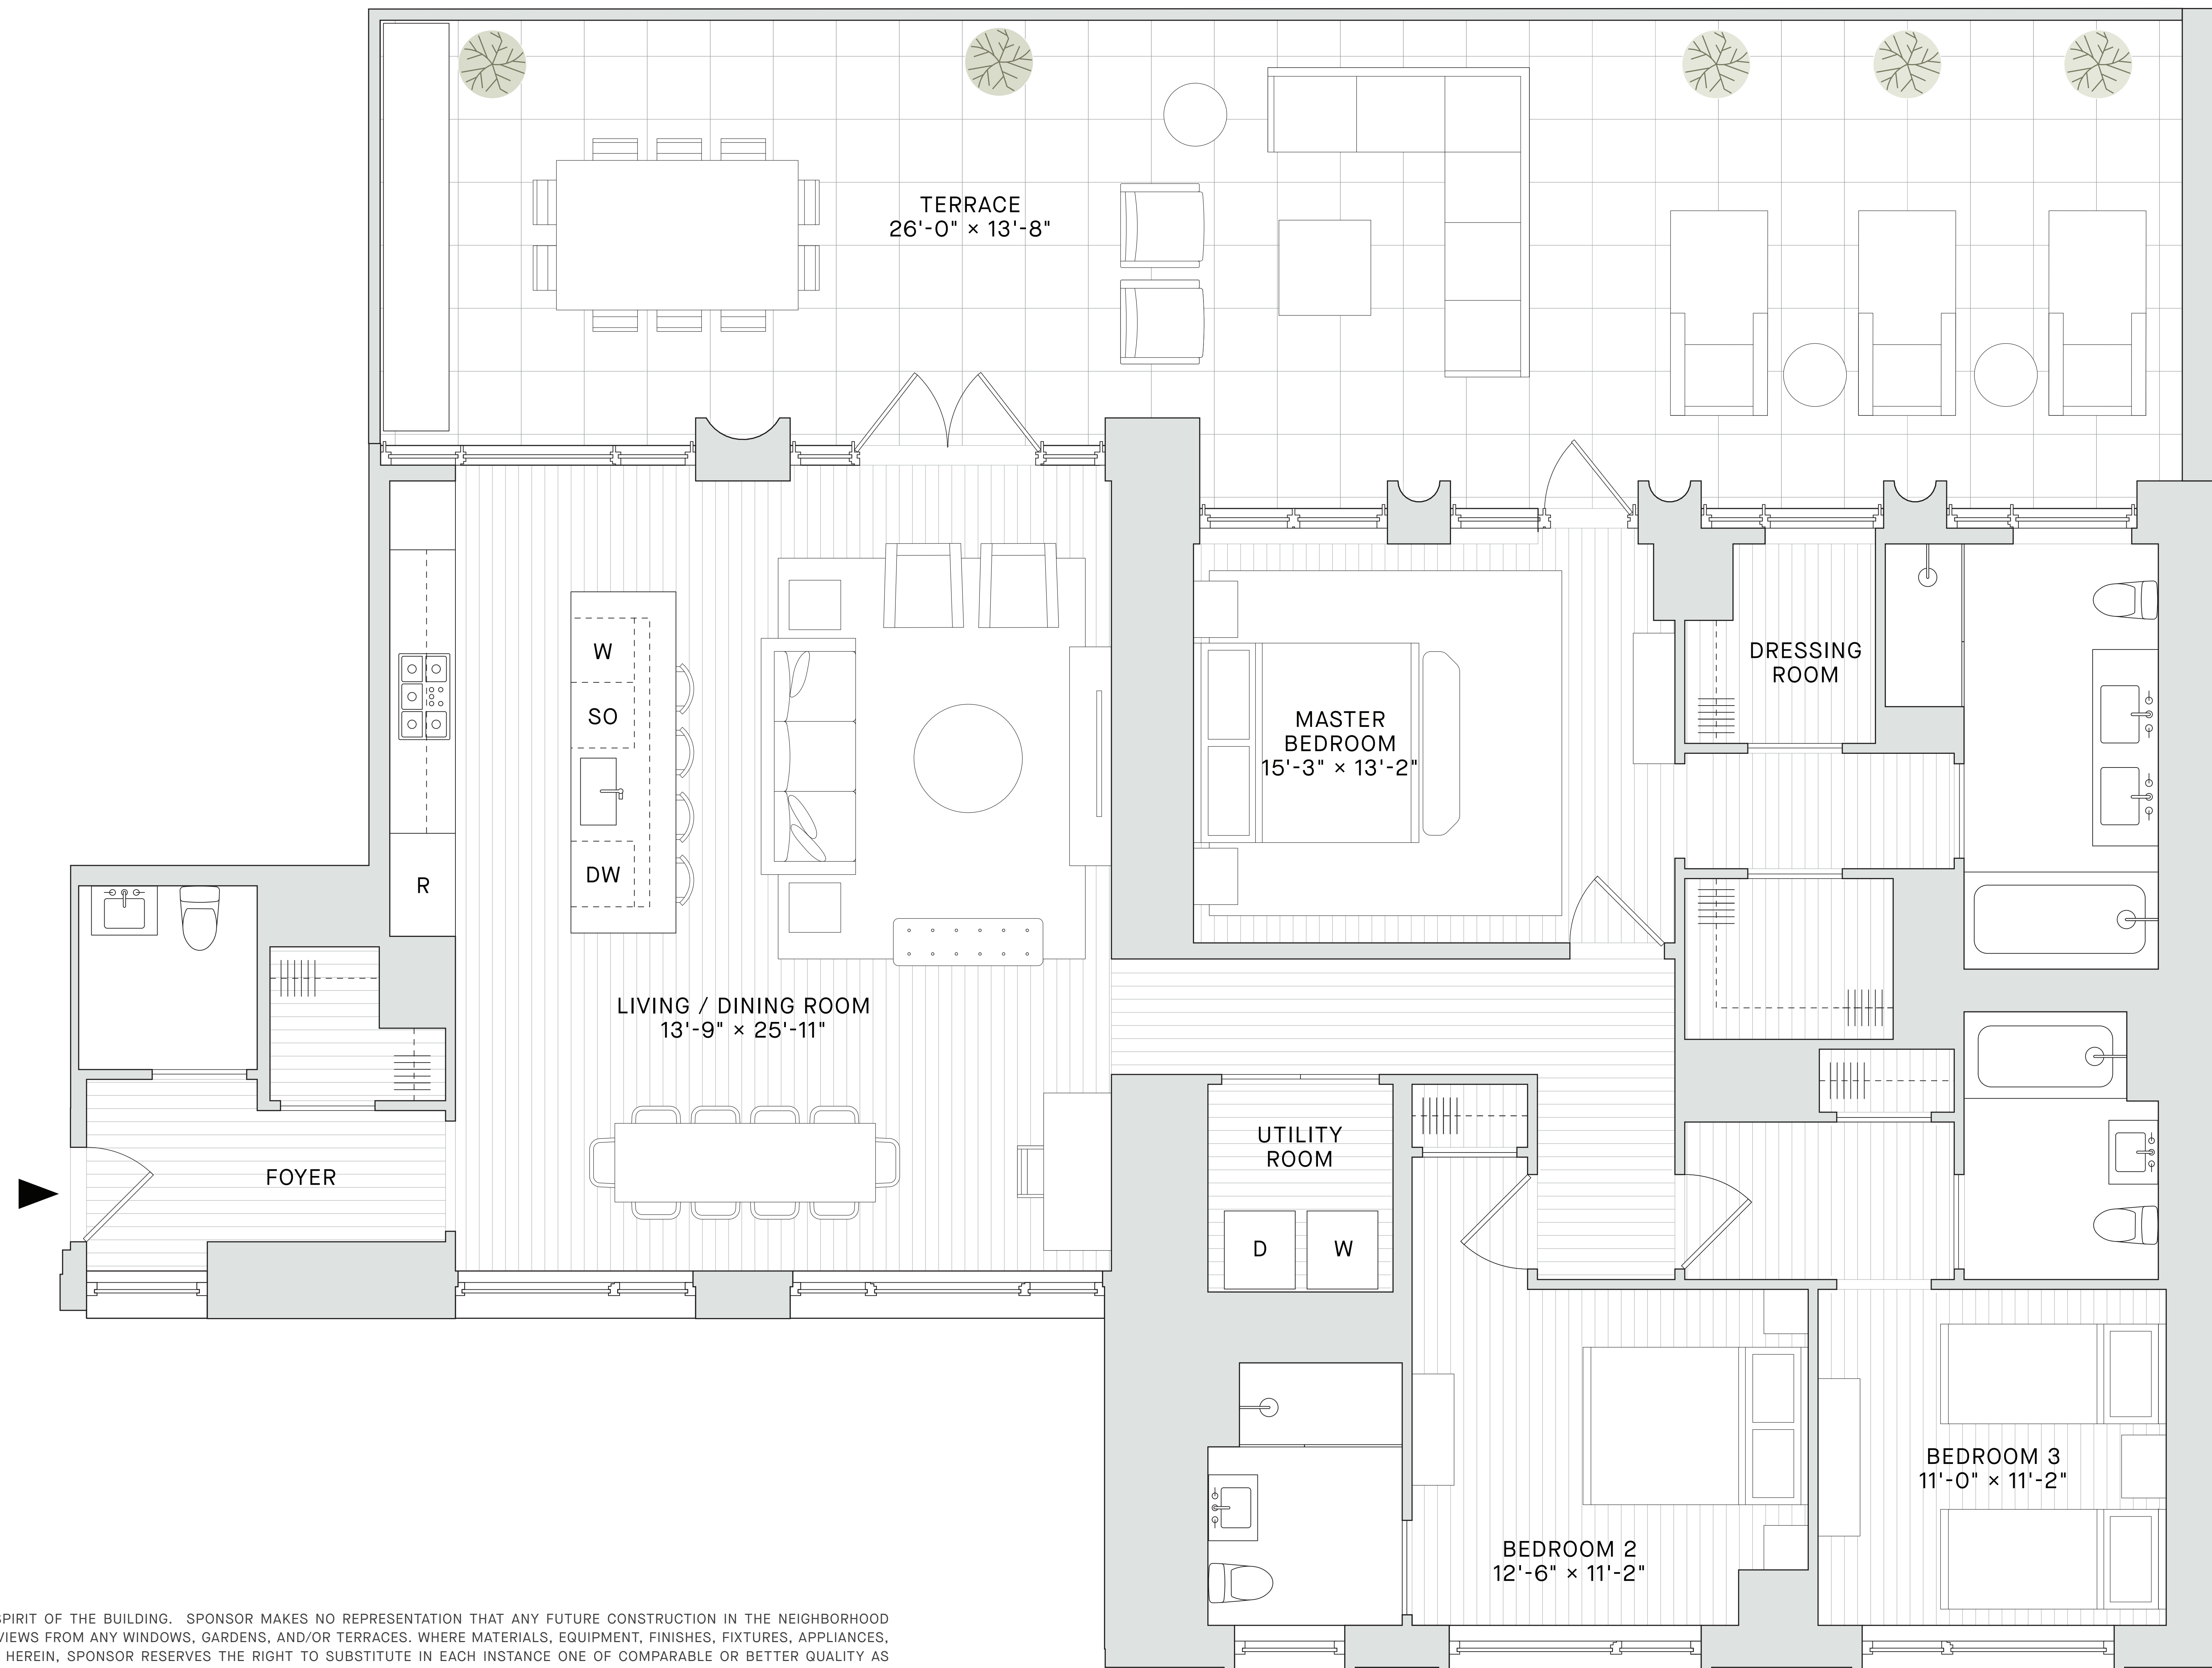 TERRACE
26'-0" × 13'-8"
W
SO
DW
R
DRESSING
ROOM
MASTER
BEDROOM
15'-3" × 13'-2"
LIVING / DINING ROOM
13'-9" × 25'-11"
FOYER
UTILITY
ROOM
D
W
BEDROOM 3
11'-0" × 11'-2"
BEDROOM 2
12'-6" × 11'-2"
SPIRIT OF THE BUILDING. SPONSOR MAKES NO REPRESENTATION THAT ANY FUTURE CONSTRUCTION IN THE NEIGHBORHOOD
VIEWS FROM ANY WINDOWS, GARDENS, AND/OR TERRACES. WHERE MATERIALS, EQUIPMENT, FINISHES, FIXTURES, APPLIANCES,
HEREIN, SPONSOR RESERVES THE RIGHT TO SUBSTITUTE IN EACH INSTANCE ONE OF COMPARABLE OR BETTER QUALITY AS